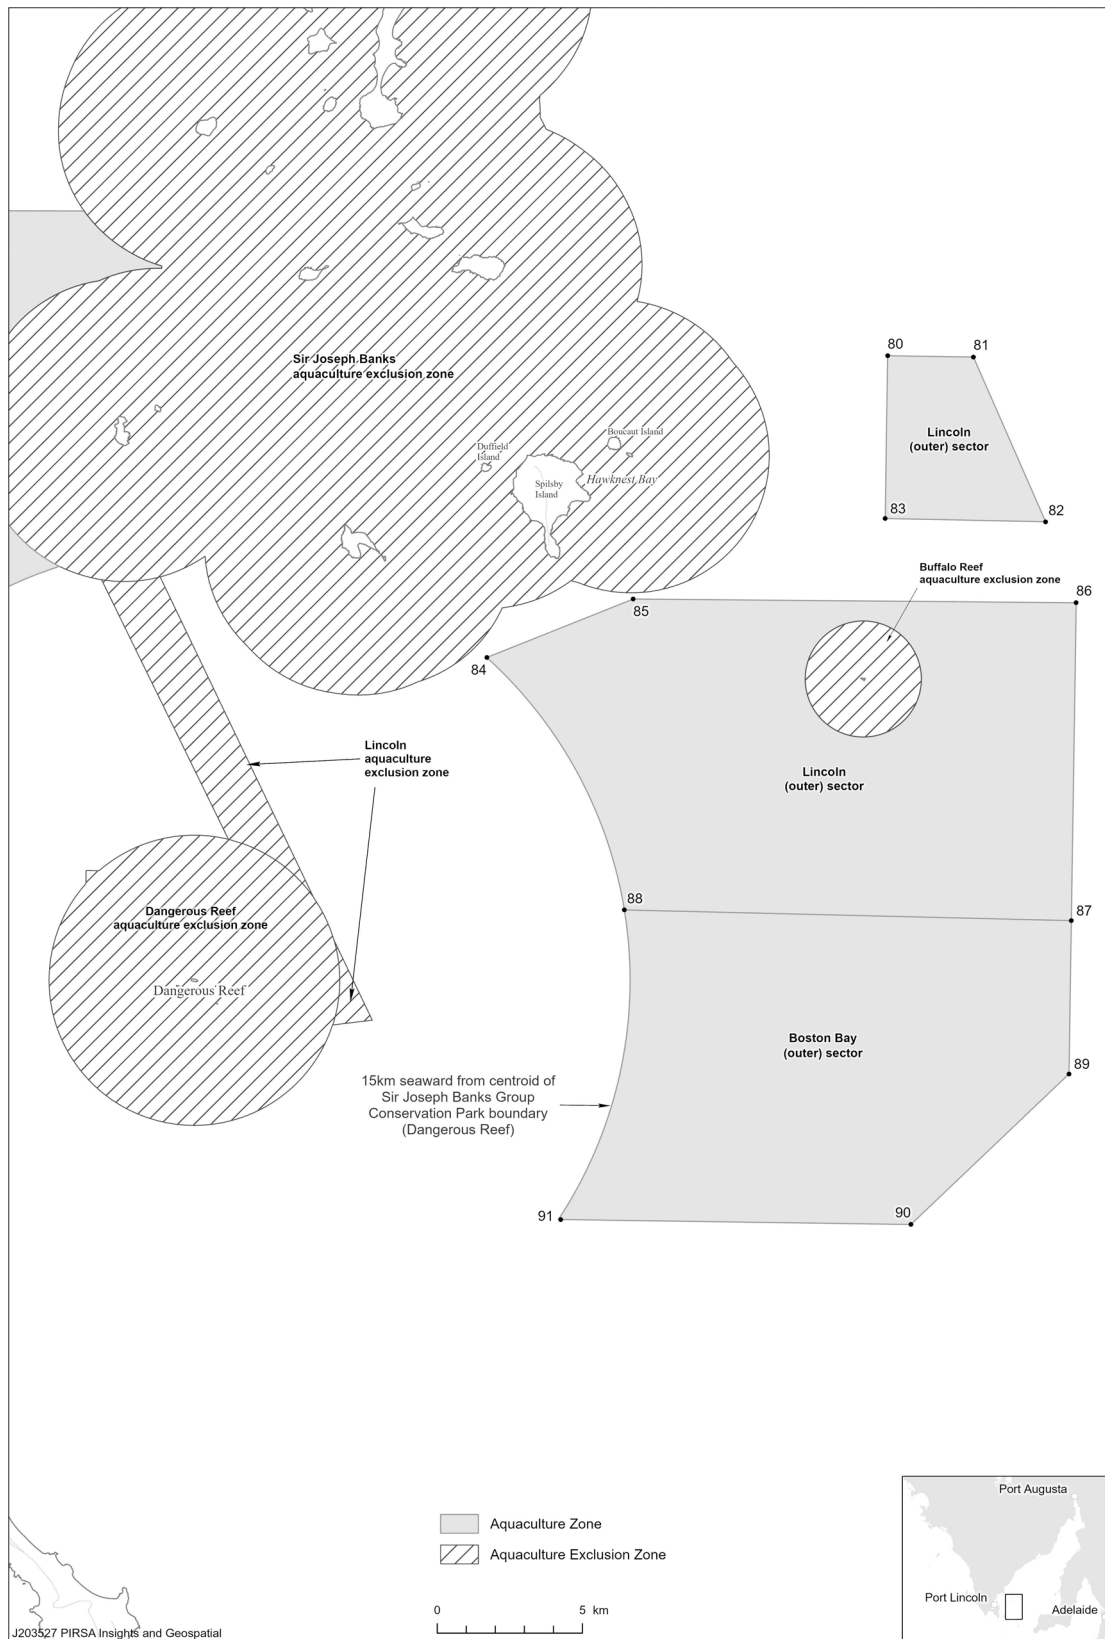 80
81
Sir Joseph Banks
aquaculture exclusion zone
Lincoln
(outer) sector
Boucaut Island
Duffield
Island
Hawknest Bay
Spilsby
Island
83
82
Buffalo Reef
aquaculture exclusion zone
86
85
84
Lincoln
aquaculture
exclusion zone
Lincoln
(outer) sector
88
87
Dangerous Reef
aquaculture exclusion zone
Dangerous Reef
Boston Bay
(outer) sector
89
15km seaward from centroid of
Sir Joseph Banks Group
Conservation Park boundary
(Dangerous Reef)
91
90
Port Augusta
Aquaculture Zone
Aquaculture Exclusion Zone
Port Lincoln
Adelaide
0 5 km
J203527 PIRSA Insights and Geospatial